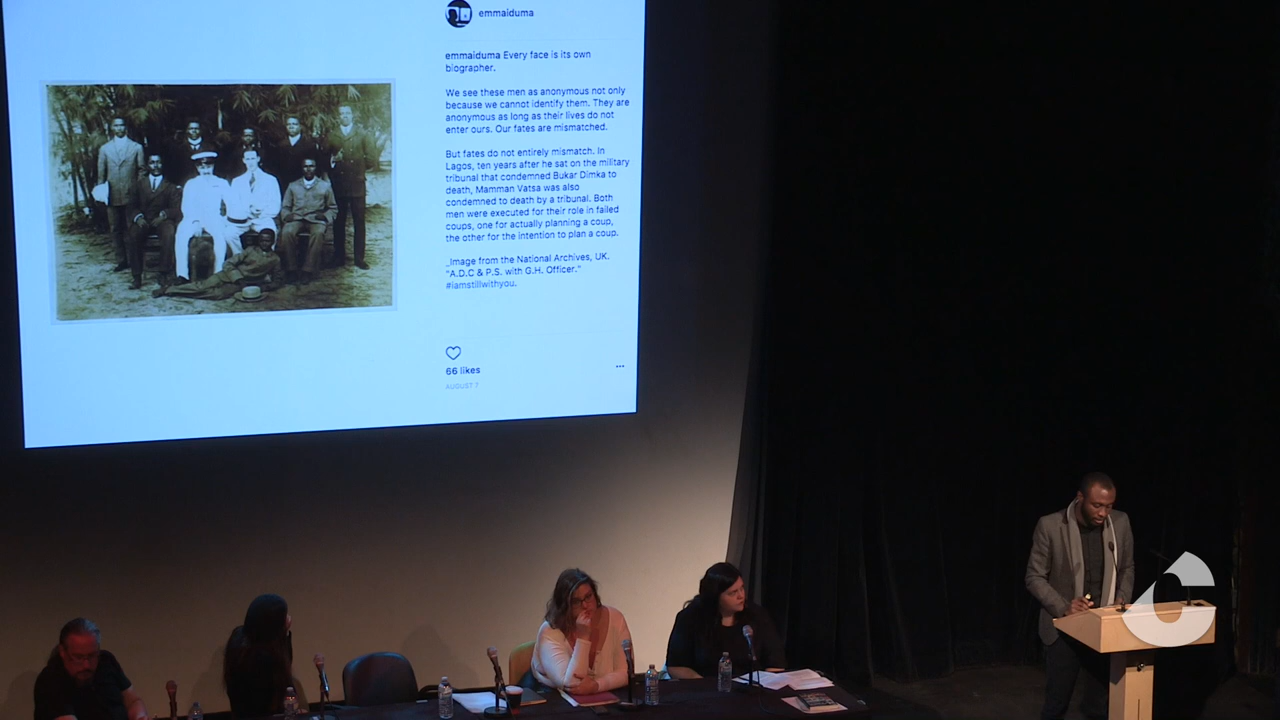 emmaiduma
emmaiduma Every face is its own
biographer.
We see these men as anonymous not only
because we cannot identify them. They are
anonymous as long as their lives do not
enter ours. Our fates are mismatched.
But fates do not entirely mismatch. In
Lagos, ten years after he sat on the military
tribunal that condemned Bukar Dimka to
death, Mamman Vatsa was also
condemned to death by a tribunal. Both
men were executed for their role in failed
coups, one for actually planning a coup,
the other for the intention to plan a coup.
_Image from the National Archives, UK.
"A.D.C & P.S. with G.H. Officer."
#iamstillwithyou.
66 likes
AUGUST 7